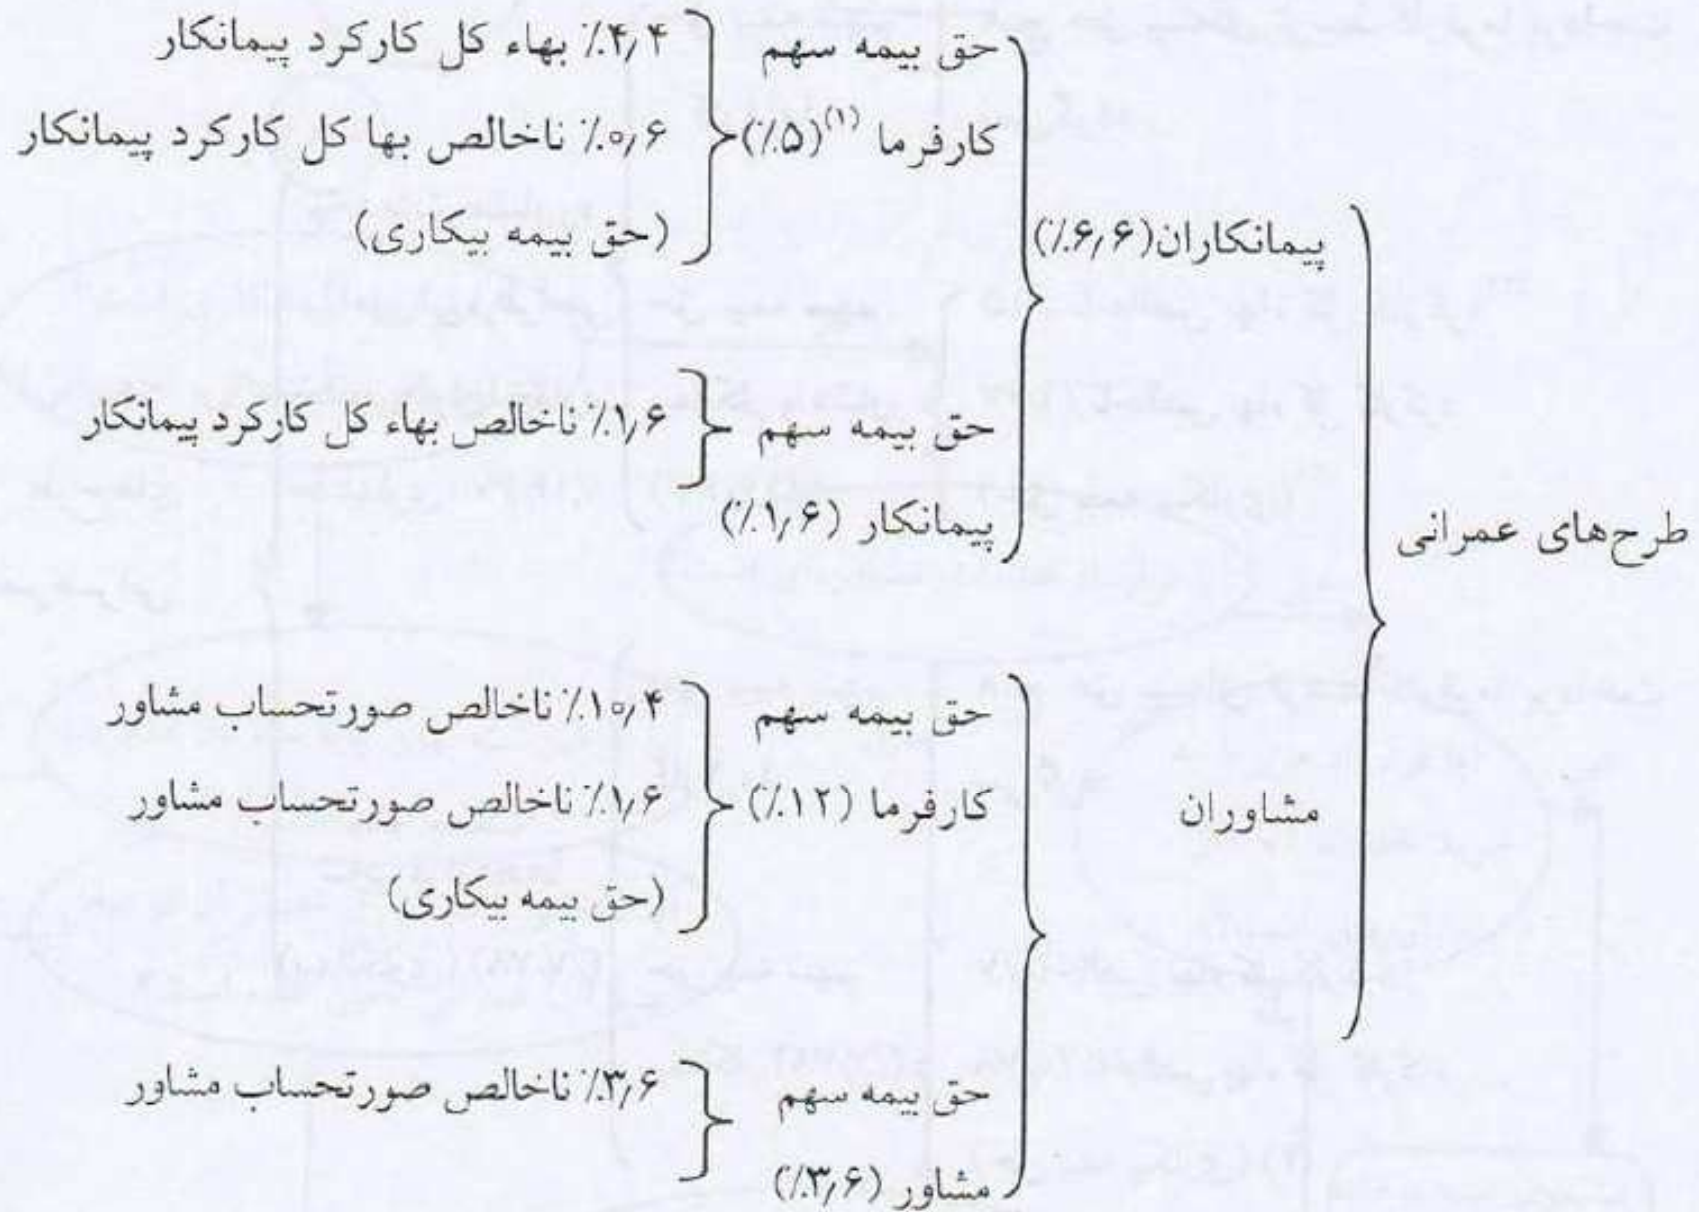 طرح‌های عمرانی
پیمانکاران(۶٫۶٪)
حق بیمه سهم
کارفرما (۱)(۵٪)
۴٫۴٪ بهاء کل کارکرد پیمانکار
۰٫۶٪ ناخالص بها کل کارکرد پیمانکار
(حق بیمه بیکاری)
حق بیمه سهم
پیمانکار (۱٫۶٪)
۱٫۶٪ ناخالص بهاء کل کارکرد پیمانکار
مشاوران
حق بیمه سهم
کارفرما (۱۲٪)
۱۰٫۴٪ ناخالص صورتحساب مشاور
۱٫۶٪ ناخالص صورتحساب مشاور
(حق بیمه بیکاری)
حق بیمه سهم
مشاور (۳٫۶٪)
۳٫۶٪ ناخالص صورتحساب مشاور